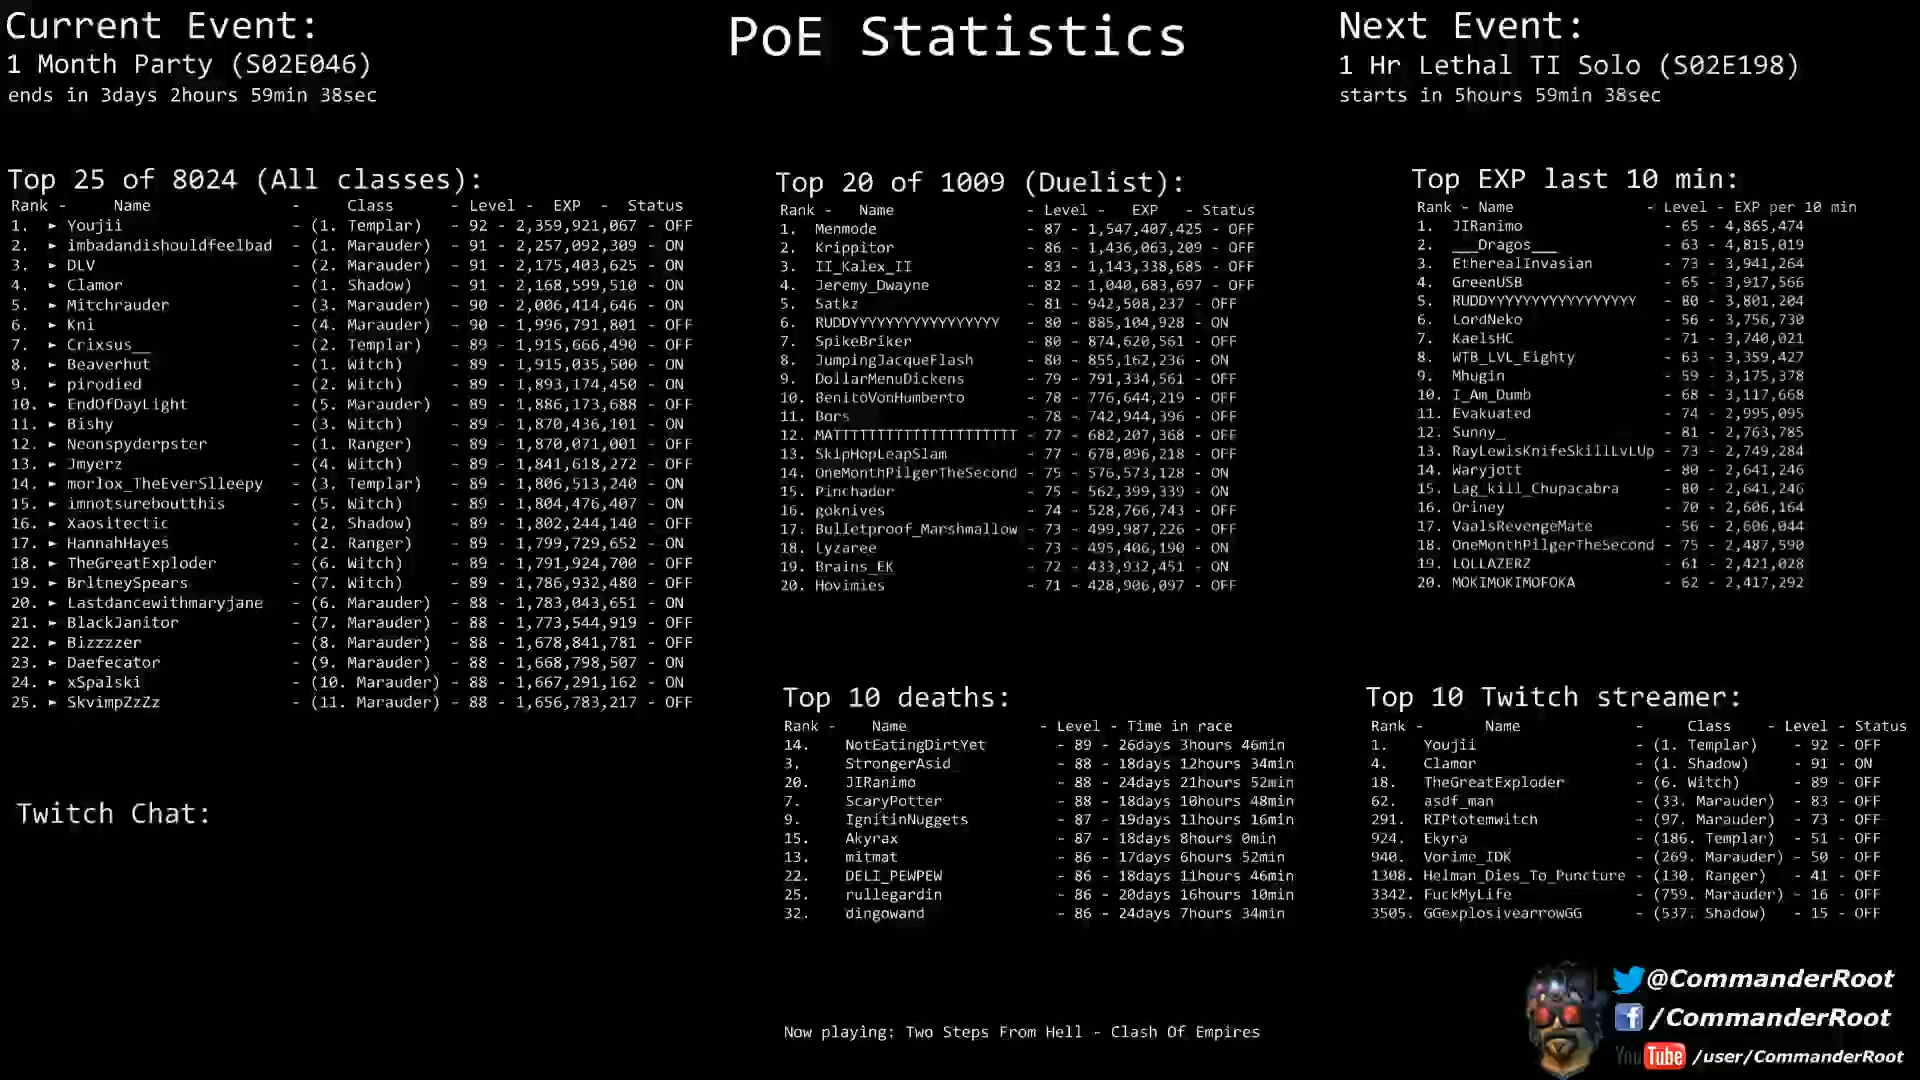 Current Event:
1 Month Party (S02E046)
ends in 3days 2hours 59min 38sec
PoE Statistics
Next Event:
1 Hr Lethal TI Solo (S02E198)
starts in 5hours 59min 38sec
Top 25 of 8024 (All classes):
Rank - Name - Class - Level - EXP - Status
1. ► Youjii - (1. Templar) - 92 - 2,359,921,067 - OFF
2. ► imbadandishouldfeelbad - (1. Marauder) - 91 - 2,257,092,309 - ON
3. ► DLV - (2. Marauder) - 91 - 2,175,403,625 - ON
4. ► Clamor - (1. Shadow) - 91 - 2,168,599,510 - ON
5. ► Mitchrauder - (3. Marauder) - 90 - 2,006,414,646 - ON
6. ► Kni - (4. Marauder) - 90 - 1,996,791,801 - OFF
7. ► Crixsus__ - (2. Templar) - 89 - 1,915,666,490 - OFF
8. ► Beaverhut - (1. Witch) - 89 - 1,915,035,500 - ON
9. ► pirodied - (2. Witch) - 89 - 1,893,174,450 - ON
10. ► EndOfDayLight - (5. Marauder) - 89 - 1,886,173,688 - OFF
11. ► Bishy - (3. Witch) - 89 - 1,870,436,101 - ON
12. ► Neonspyderpster - (1. Ranger) - 89 - 1,870,071,001 - OFF
13. ► Jmyerz - (4. Witch) - 89 - 1,841,618,272 - OFF
14. ► morlox_TheEverSlleepy - (3. Templar) - 89 - 1,806,513,240 - ON
15. ► imnotsureboutthis - (5. Witch) - 89 - 1,804,476,407 - ON
16. ► Xaositectic - (2. Shadow) - 89 - 1,802,244,140 - OFF
17. ► HannahHayes - (2. Ranger) - 89 - 1,799,729,652 - ON
18. ► TheGreatExploder - (6. Witch) - 89 - 1,791,924,700 - OFF
19. ► BrltneySpears - (7. Witch) - 89 - 1,786,932,480 - OFF
20. ► Lastdancewithmaryjane - (6. Marauder) - 88 - 1,783,043,651 - ON
21. ► BlackJanitor - (7. Marauder) - 88 - 1,773,544,919 - OFF
22. ► Bizzzzer - (8. Marauder) - 88 - 1,678,841,781 - OFF
23. ► Daefecator - (9. Marauder) - 88 - 1,668,798,507 - ON
24. ► xSpalski - (10. Marauder) - 88 - 1,667,291,162 - ON
25. ► SkvimpZzZz - (11. Marauder) - 88 - 1,656,783,217 - OFF
Top 20 of 1009 (Duelist):
Rank - Name - Level - EXP - Status
1. Menmode - 87 - 1,547,407,425 - OFF
2. Krippitor - 86 - 1,436,063,209 - OFF
3. II_Kalex_II - 83 - 1,143,338,685 - OFF
4. Jeremy_Dwayne - 82 - 1,040,683,697 - OFF
5. Satkz - 81 - 942,508,237 - OFF
6. RUDDYYYYYYYYYYYYYYYYY - 80 - 885,104,928 - ON
7. SpikeBriker - 80 - 874,620,561 - OFF
8. JumpingJacqueFlash - 80 - 855,162,236 - ON
9. DollarMenuDickens - 79 - 791,334,561 - OFF
10. BenitoVonHumberto - 78 - 776,644,219 - OFF
11. Bors - 78 - 742,944,396 - OFF
12. MATTTTTTTTTTTTTTTTTTTTT - 77 - 682,207,368 - OFF
13. SkipHopLeapSlam - 77 - 678,096,218 - OFF
14. OneMonthPilgerTheSecond - 75 - 576,573,128 - ON
15. Pinchador - 75 - 562,399,339 - ON
16. goknives - 74 - 528,766,743 - OFF
17. Bulletproof_Marshmallow - 73 - 499,987,226 - OFF
18. Lyzaree - 73 - 495,406,190 - ON
19. Brains_EK - 72 - 433,932,451 - ON
20. Hovimies - 71 - 428,906,097 - OFF
Top EXP last 10 min:
Rank - Name - Level - EXP per 10 min
1. JIRanimo - 65 - 4,865,474
2. ___Dragos___ - 63 - 4,815,019
3. EtherealInvasian - 73 - 3,941,264
4. GreenUSB - 65 - 3,917,566
5. RUDDYYYYYYYYYYYYYYYYY - 80 - 3,801,204
6. LordNeko - 56 - 3,756,730
7. KaelsHC - 71 - 3,740,021
8. WTB_LVL_Eighty - 63 - 3,359,427
9. Mhugin - 59 - 3,175,378
10. I_Am_Dumb - 68 - 3,117,668
11. Evakuated - 74 - 2,995,095
12. Sunny_ - 81 - 2,763,785
13. RayLewisKnifeSkillLvLUp - 73 - 2,749,284
14. Waryjott - 80 - 2,641,246
15. Lag_kill_Chupacabra - 80 - 2,641,246
16. Oriney - 70 - 2,606,164
17. VaalsRevengeMate - 56 - 2,606,044
18. OneMonthPilgerTheSecond - 75 - 2,487,590
19. LOLLAZERZ - 61 - 2,421,028
20. MOKIMOKIMOFOKA - 62 - 2,417,292
Top 10 deaths:
Rank - Name - Level - Time in race
14. NotEatingDirtYet - 89 - 26days 3hours 46min
3. StrongerAsid - 88 - 18days 12hours 34min
20. JIRanimo - 88 - 24days 21hours 52min
7. ScaryPotter - 88 - 18days 10hours 48min
9. IgnitinNuggets - 87 - 19days 11hours 16min
15. Akyrax - 87 - 18days 8hours 0min
13. mitmat - 86 - 17days 6hours 52min
22. DELI_PEWPEW - 86 - 18days 11hours 46min
25. rullegardin - 86 - 20days 16hours 10min
32. dingowand - 86 - 24days 7hours 34min
Top 10 Twitch streamer:
Rank - Name - Class - Level - Status
1. Youjii - (1. Templar) - 92 - OFF
4. Clamor - (1. Shadow) - 91 - ON
18. TheGreatExploder - (6. Witch) - 89 - OFF
62. asdf_man - (33. Marauder) - 83 - OFF
291. RIPtotemwitch - (97. Marauder) - 73 - OFF
924. Ekyra - (186. Templar) - 51 - OFF
940. Vorime_IDK - (269. Marauder) - 50 - OFF
1308. Helman_Dies_To_Puncture - (130. Ranger) - 41 - OFF
3342. FuckMyLife - (759. Marauder) - 16 - OFF
3505. GGexplosivearrowGG - (537. Shadow) - 15 - OFF
Twitch Chat:
Now playing: Two Steps From Hell - Clash Of Empires
@CommanderRoot
f /CommanderRoot
YouTube /user/CommanderRoot